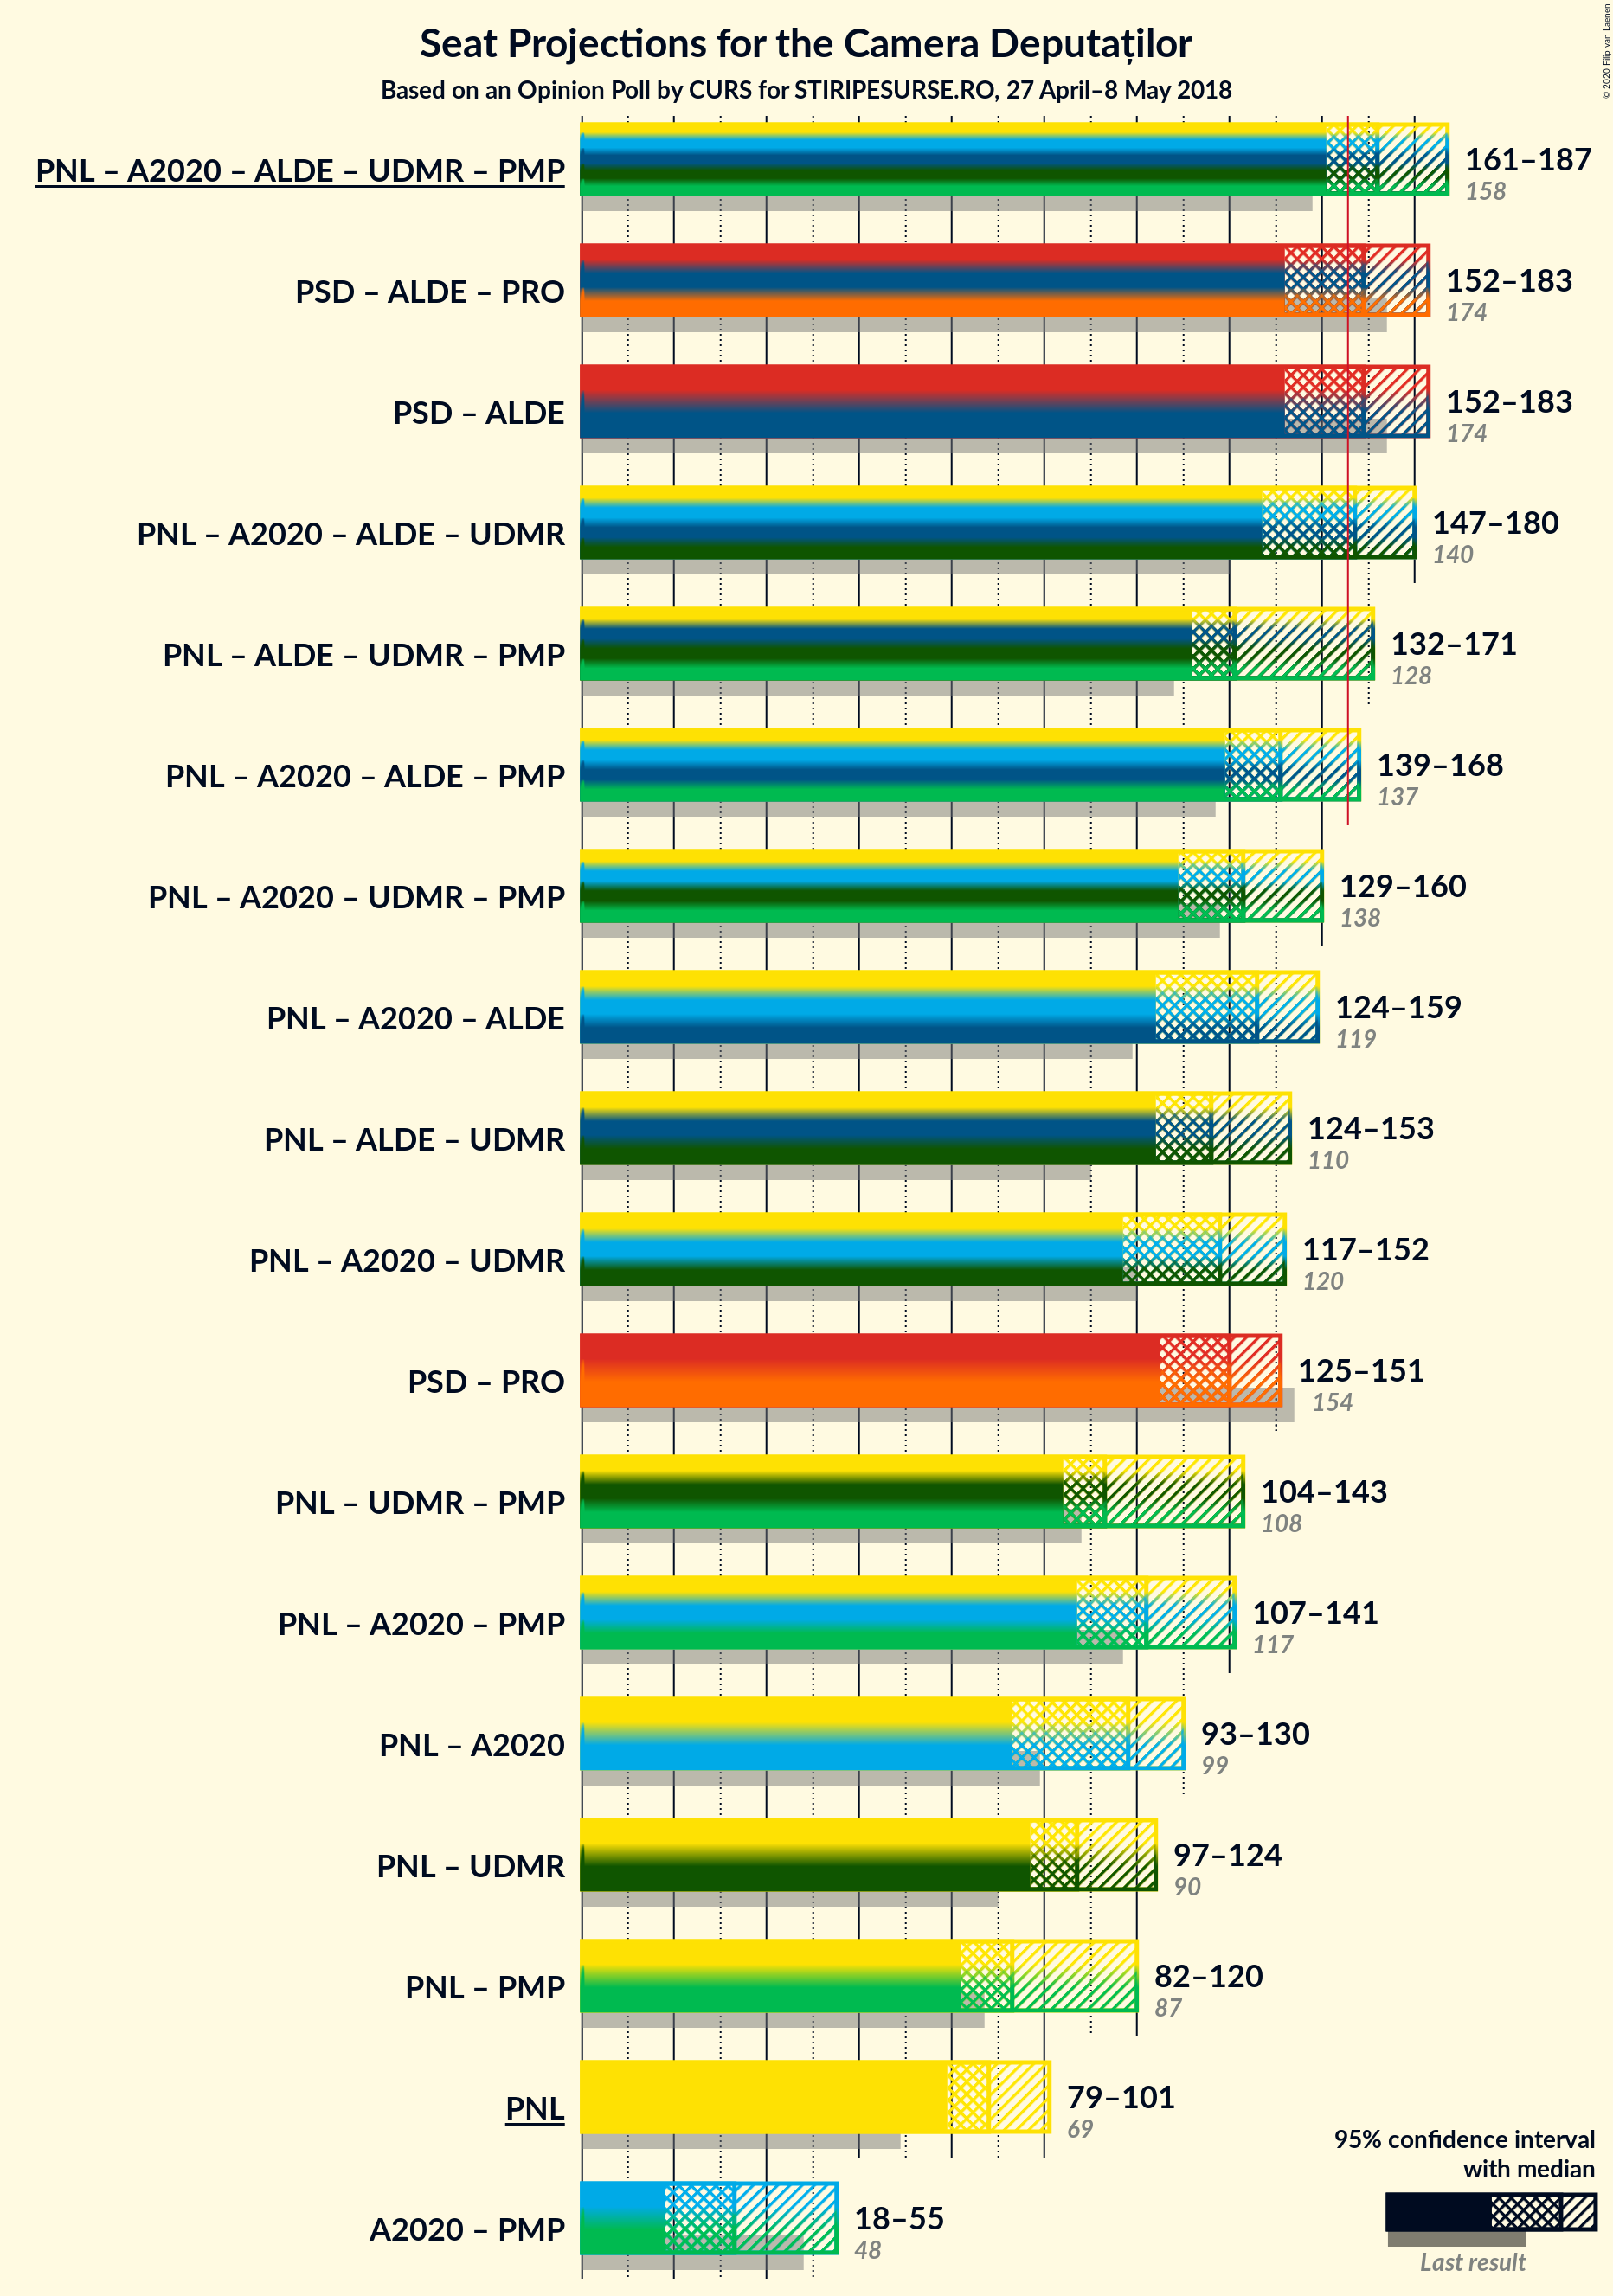 Seat Projections for the Camera Deputaților
Based on an Opinion Poll by CURS for STIRIPESURSE.RO, 27 April–8 May 2018
© 2020 Filip van Laenen
PNL – A2020 – ALDE – UDMR – PMP
161–187
158
PSD – ALDE – PRO
152–183
174
PSD – ALDE
152–183
174
PNL – A2020 – ALDE – UDMR
147–180
140
PNL – ALDE – UDMR – PMP
132–171
128
PNL – A2020 – ALDE – PMP
139–168
137
PNL – A2020 – UDMR – PMP
129–160
138
PNL – A2020 – ALDE
124–159
119
PNL – ALDE – UDMR
124–153
110
PNL – A2020 – UDMR
117–152
120
PSD – PRO
125–151
154
PNL – UDMR – PMP
104–143
108
PNL – A2020 – PMP
107–141
117
PNL – A2020
93–130
99
PNL – UDMR
97–124
90
PNL – PMP
82–120
87
PNL
79–101
69
A2020 – PMP
18–55
48
95% confidence interval
with median
Last result